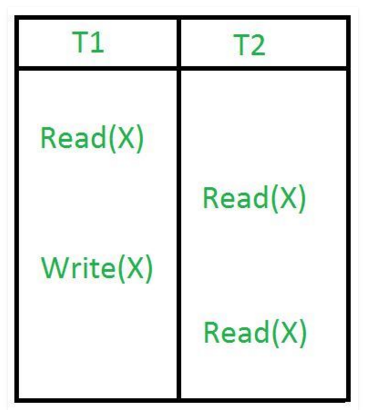 T1 T2
Read(X)
Read(X)
Write(X)
Read(X)